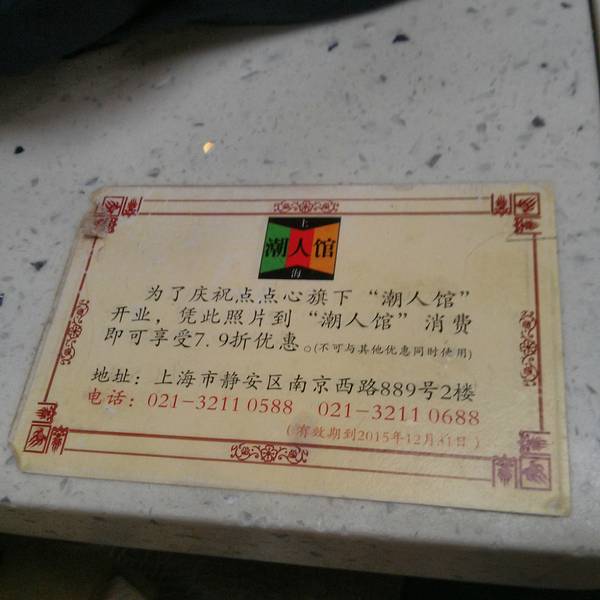 上
潮人馆
海
为了庆祝点点心旗下“潮人馆”
开业，凭此照片到“潮人馆”消费
即可享受7.9折优惠。(不可与其他优惠同时使用)
地址：上海市静安区南京西路889号2楼
电话：021-3211 0588 021-3211 0688
（有效期到2015年12月31日）